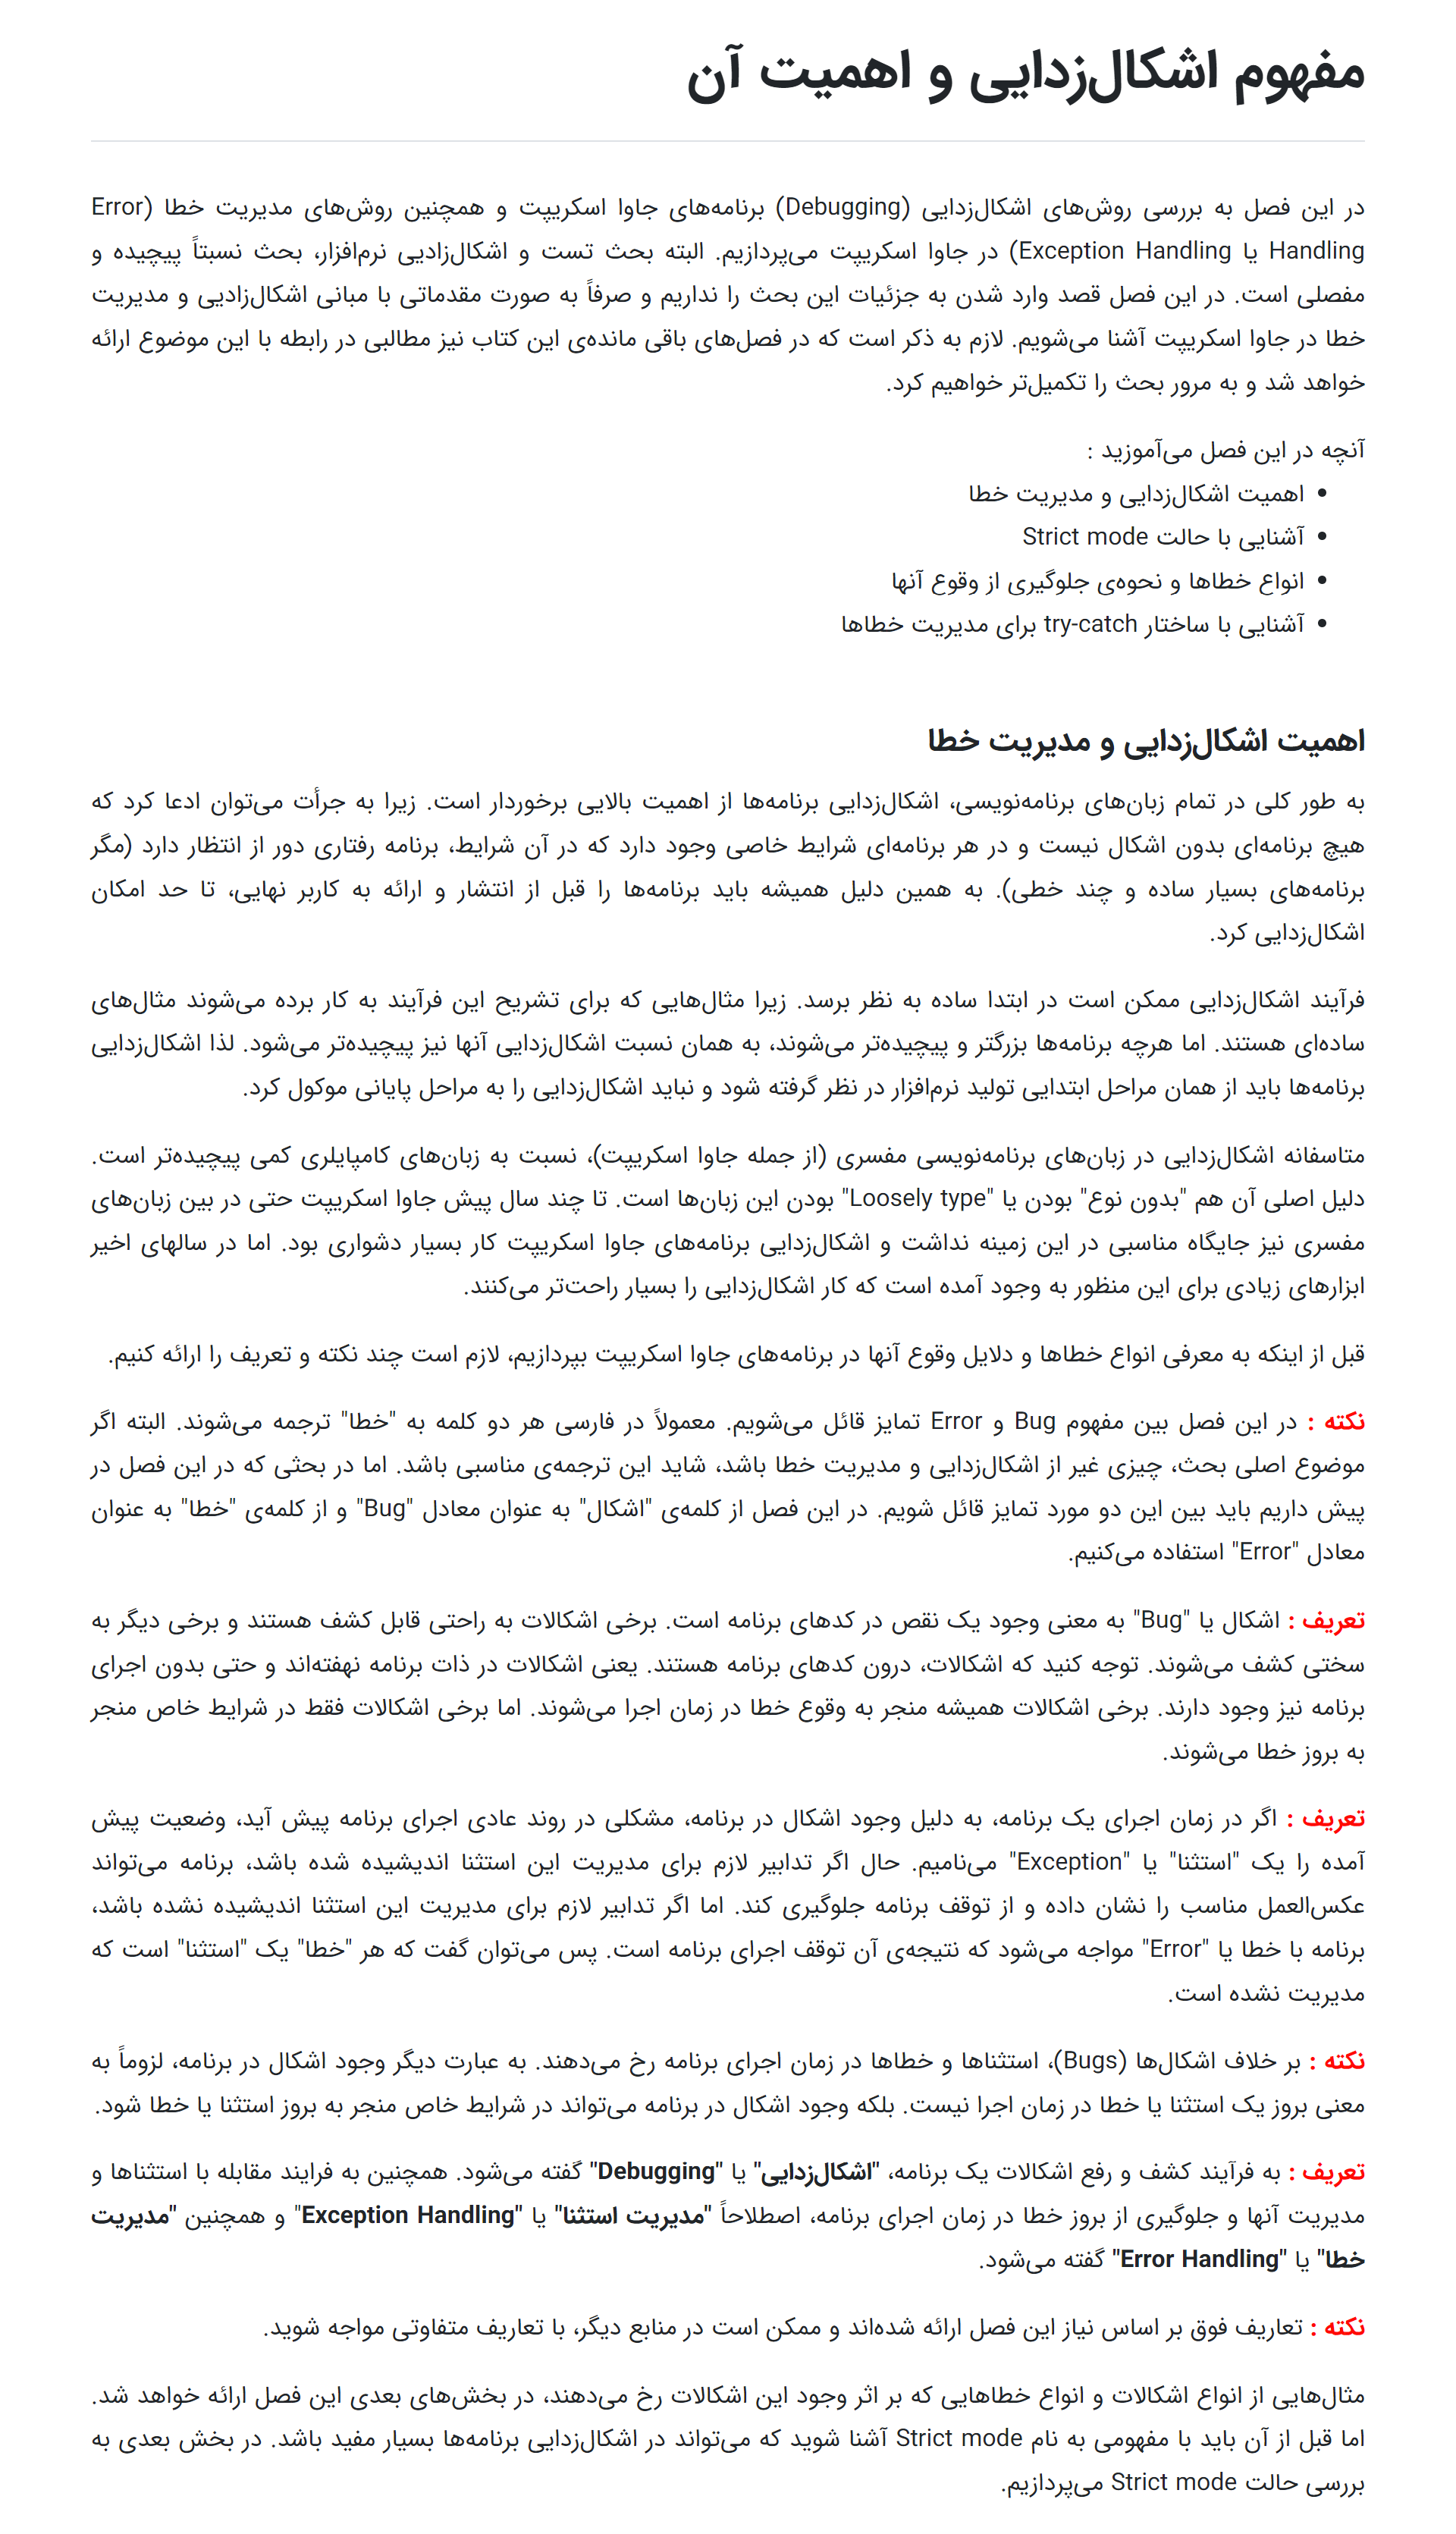 مفهوم اشکال‌زدایی و اهمیت آن
در این فصل به بررسی روش‌های اشکال‌زدایی (Debugging) برنامه‌های جاوا اسکریپت و همچنین روش‌های مدیریت خطا (Error
Handling یا Exception Handling) در جاوا اسکریپت می‌پردازیم. البته بحث تست و اشکال‌زادیی نرم‌افزار، بحث نسبتاً پیچیده و
مفصلی است. در این فصل قصد وارد شدن به جزئیات این بحث را نداریم و صرفاً به صورت مقدماتی با مبانی اشکال‌زادیی و مدیریت
خطا در جاوا اسکریپت آشنا می‌شویم. لازم به ذکر است که در فصل‌های باقی مانده‌ی این کتاب نیز مطالبی در رابطه با این موضوع ارائه
خواهد شد و به مرور بحث را تکمیل‌تر خواهیم کرد.
آنچه در این فصل می‌آموزید :
• اهمیت اشکال‌زدایی و مدیریت خطا
• آشنایی با حالت Strict mode
• انواع خطاها و نحوه‌ی جلوگیری از وقوع آنها
• آشنایی با ساختار try-catch برای مدیریت خطاها
اهمیت اشکال‌زدایی و مدیریت خطا
به طور کلی در تمام زبان‌های برنامه‌نویسی، اشکال‌زدایی برنامه‌ها از اهمیت بالایی برخوردار است. زیرا به جرأت می‌توان ادعا کرد که
هیچ برنامه‌ای بدون اشکال نیست و در هر برنامه‌ای شرایط خاصی وجود دارد که در آن شرایط، برنامه رفتاری دور از انتظار دارد (مگر
برنامه‌های بسیار ساده و چند خطی). به همین دلیل همیشه باید برنامه‌ها را قبل از انتشار و ارائه به کاربر نهایی، تا حد امکان
اشکال‌زدایی کرد.
فرآیند اشکال‌زدایی ممکن است در ابتدا ساده به نظر برسد. زیرا مثال‌هایی که برای تشریح این فرآیند به کار برده می‌شوند مثال‌های
ساده‌ای هستند. اما هرچه برنامه‌ها بزرگتر و پیچیده‌تر می‌شوند، به همان نسبت اشکال‌زدایی آنها نیز پیچیده‌تر می‌شود. لذا اشکال‌زدایی
برنامه‌ها باید از همان مراحل ابتدایی تولید نرم‌افزار در نظر گرفته شود و نباید اشکال‌زدایی را به مراحل پایانی موکول کرد.
متاسفانه اشکال‌زدایی در زبان‌های برنامه‌نویسی مفسری (از جمله جاوا اسکریپت)، نسبت به زبان‌های کامپایلری کمی پیچیده‌تر است.
دلیل اصلی آن هم "بدون نوع" بودن یا "Loosely type" بودن این زبان‌ها است. تا چند سال پیش جاوا اسکریپت حتی در بین زبان‌های
مفسری نیز جایگاه مناسبی در این زمینه نداشت و اشکال‌زدایی برنامه‌های جاوا اسکریپت کار بسیار دشواری بود. اما در سالهای اخیر
ابزارهای زیادی برای این منظور به وجود آمده است که کار اشکال‌زدایی را بسیار راحت‌تر می‌کنند.
قبل از اینکه به معرفی انواع خطاها و دلایل وقوع آنها در برنامه‌های جاوا اسکریپت بپردازیم، لازم است چند نکته و تعریف را ارائه کنیم.
نکته : در این فصل بین مفهوم Bug و Error تمایز قائل می‌شویم. معمولاً در فارسی هر دو کلمه به "خطا" ترجمه می‌شوند. البته اگر
موضوع اصلی بحث، چیزی غیر از اشکال‌زدایی و مدیریت خطا باشد، شاید این ترجمه‌ی مناسبی باشد. اما در بحثی که در این فصل در
پیش داریم باید بین این دو مورد تمایز قائل شویم. در این فصل از کلمه‌ی "اشکال" به عنوان معادل "Bug" و از کلمه‌ی "خطا" به عنوان
معادل "Error" استفاده می‌کنیم.
تعریف : اشکال یا "Bug" به معنی وجود یک نقص در کدهای برنامه است. برخی اشکالات به راحتی قابل کشف هستند و برخی دیگر به
سختی کشف می‌شوند. توجه کنید که اشکالات، درون کدهای برنامه هستند. یعنی اشکالات در ذات برنامه نهفته‌اند و حتی بدون اجرای
برنامه نیز وجود دارند. برخی اشکالات همیشه منجر به وقوع خطا در زمان اجرا می‌شوند. اما برخی اشکالات فقط در شرایط خاص منجر
به بروز خطا می‌شوند.
تعریف : اگر در زمان اجرای یک برنامه، به دلیل وجود اشکال در برنامه، مشکلی در روند عادی اجرای برنامه پیش آید، وضعیت پیش
آمده را یک "استثنا" یا "Exception" می‌نامیم. حال اگر تدابیر لازم برای مدیریت این استثنا اندیشیده شده باشد، برنامه می‌تواند
عکس‌العمل مناسب را نشان داده و از توقف برنامه جلوگیری کند. اما اگر تدابیر لازم برای مدیریت این استثنا اندیشیده نشده باشد،
برنامه با خطا یا "Error" مواجه می‌شود که نتیجه‌ی آن توقف اجرای برنامه است. پس می‌توان گفت که هر "خطا" یک "استثنا" است که
مدیریت نشده است.
نکته : بر خلاف اشکال‌ها (Bugs)، استثناها و خطاها در زمان اجرای برنامه رخ می‌دهند. به عبارت دیگر وجود اشکال در برنامه، لزوماً به
معنی بروز یک استثنا یا خطا در زمان اجرا نیست. بلکه وجود اشکال در برنامه می‌تواند در شرایط خاص منجر به بروز استثنا یا خطا شود.
تعریف : به فرآیند کشف و رفع اشکالات یک برنامه، "اشکال‌زدایی" یا "Debugging" گفته می‌شود. همچنین به فرایند مقابله با استثناها و
مدیریت آنها و جلوگیری از بروز خطا در زمان اجرای برنامه، اصطلاحاً "مدیریت استثنا" یا "Exception Handling" و همچنین "مدیریت
خطا" یا "Error Handling" گفته می‌شود.
نکته : تعاریف فوق بر اساس نیاز این فصل ارائه شده‌اند و ممکن است در منابع دیگر، با تعاریف متفاوتی مواجه شوید.
مثال‌هایی از انواع اشکالات و انواع خطاهایی که بر اثر وجود این اشکالات رخ می‌دهند، در بخش‌های بعدی این فصل ارائه خواهد شد.
اما قبل از آن باید با مفهومی به نام Strict mode آشنا شوید که می‌تواند در اشکال‌زدایی برنامه‌ها بسیار مفید باشد. در بخش بعدی به
بررسی حالت Strict mode می‌پردازیم.